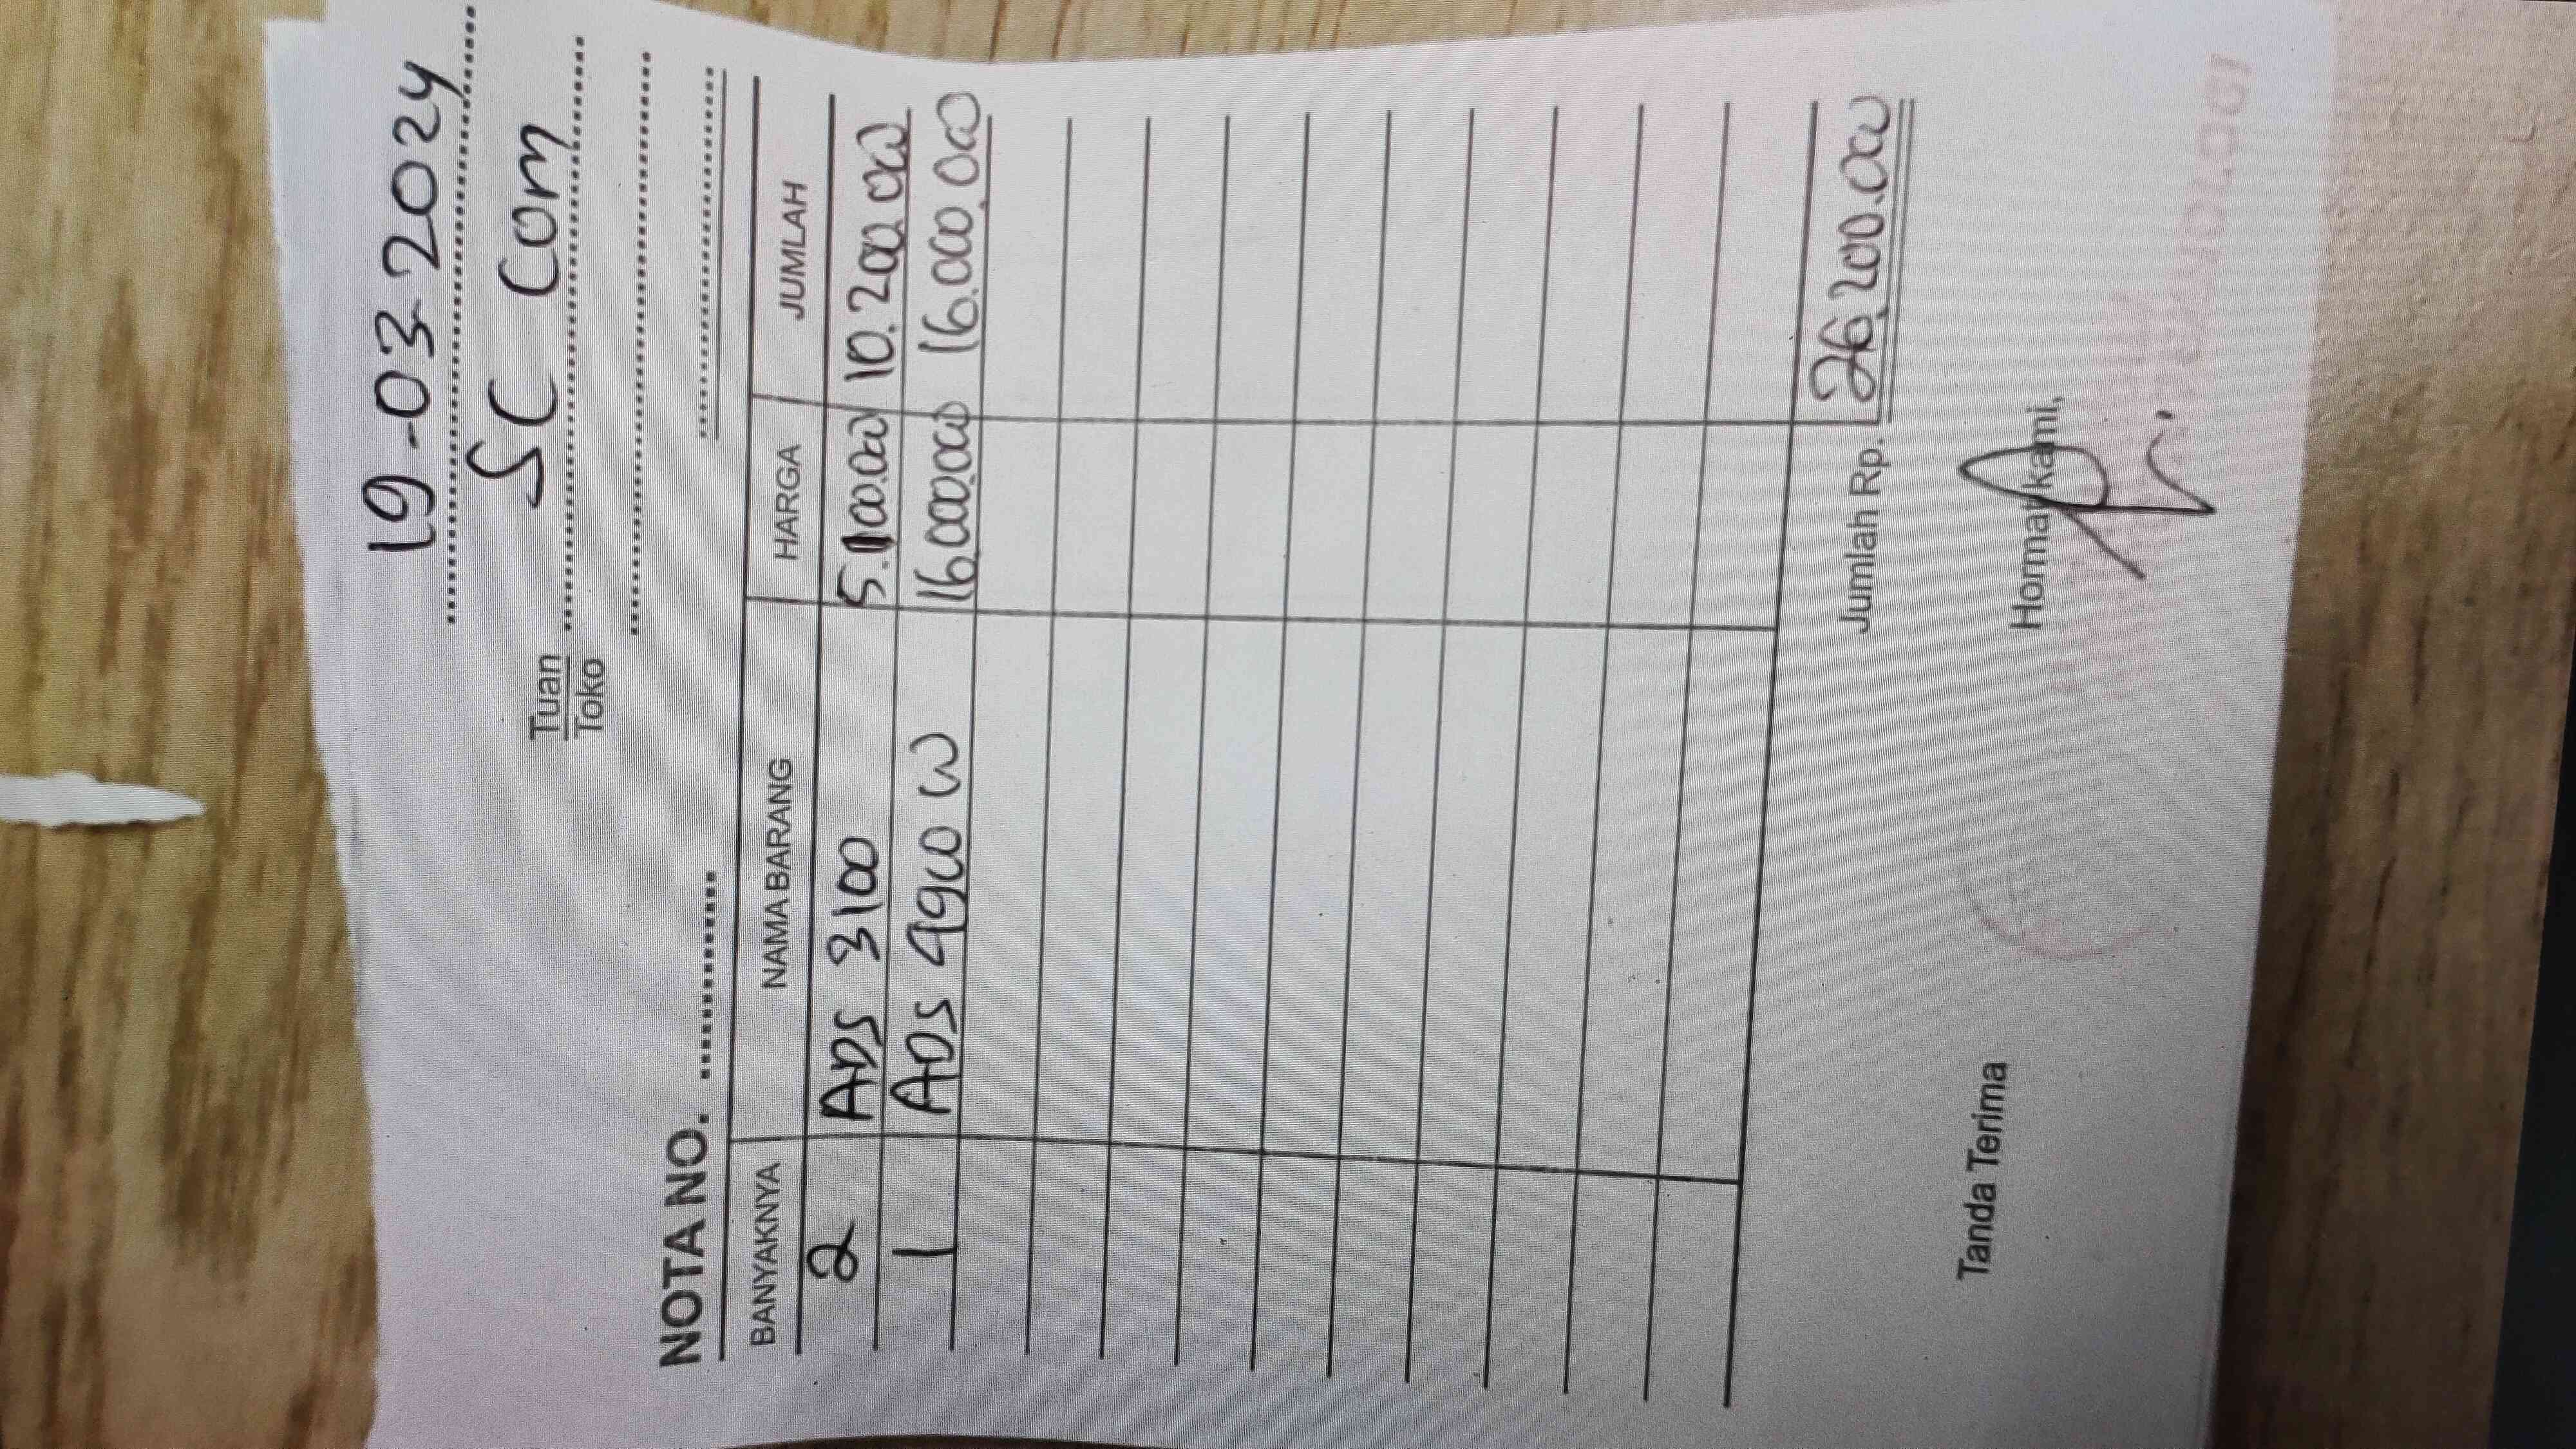 19-03-2024
Tuan SC Com
Toko
NOTA NO.
BANYAKNYA NAMA BARANG HARGA JUMLAH
2 ADS 3100 5.100.000 10.200.000
1 ADS 4900 W 16.000.000 16.000.000
Jumlah Rp. 26.200.000
Tanda Terima Hormat kami,
TEKNOLOGI